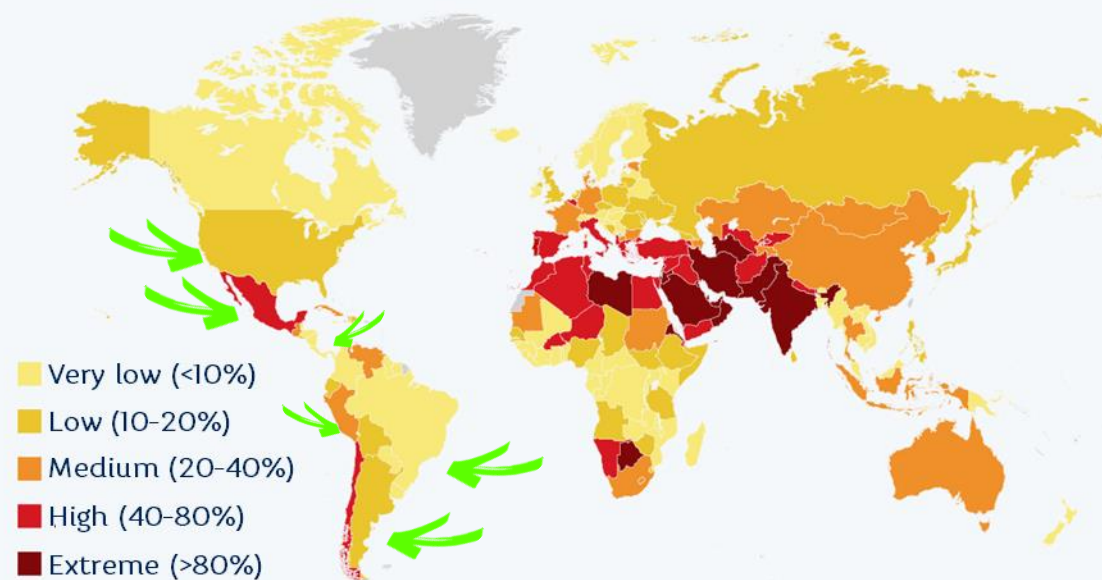 Very low (<10%)
Low (10-20%)
Medium (20-40%)
High (40-80%)
Extreme (>80%)